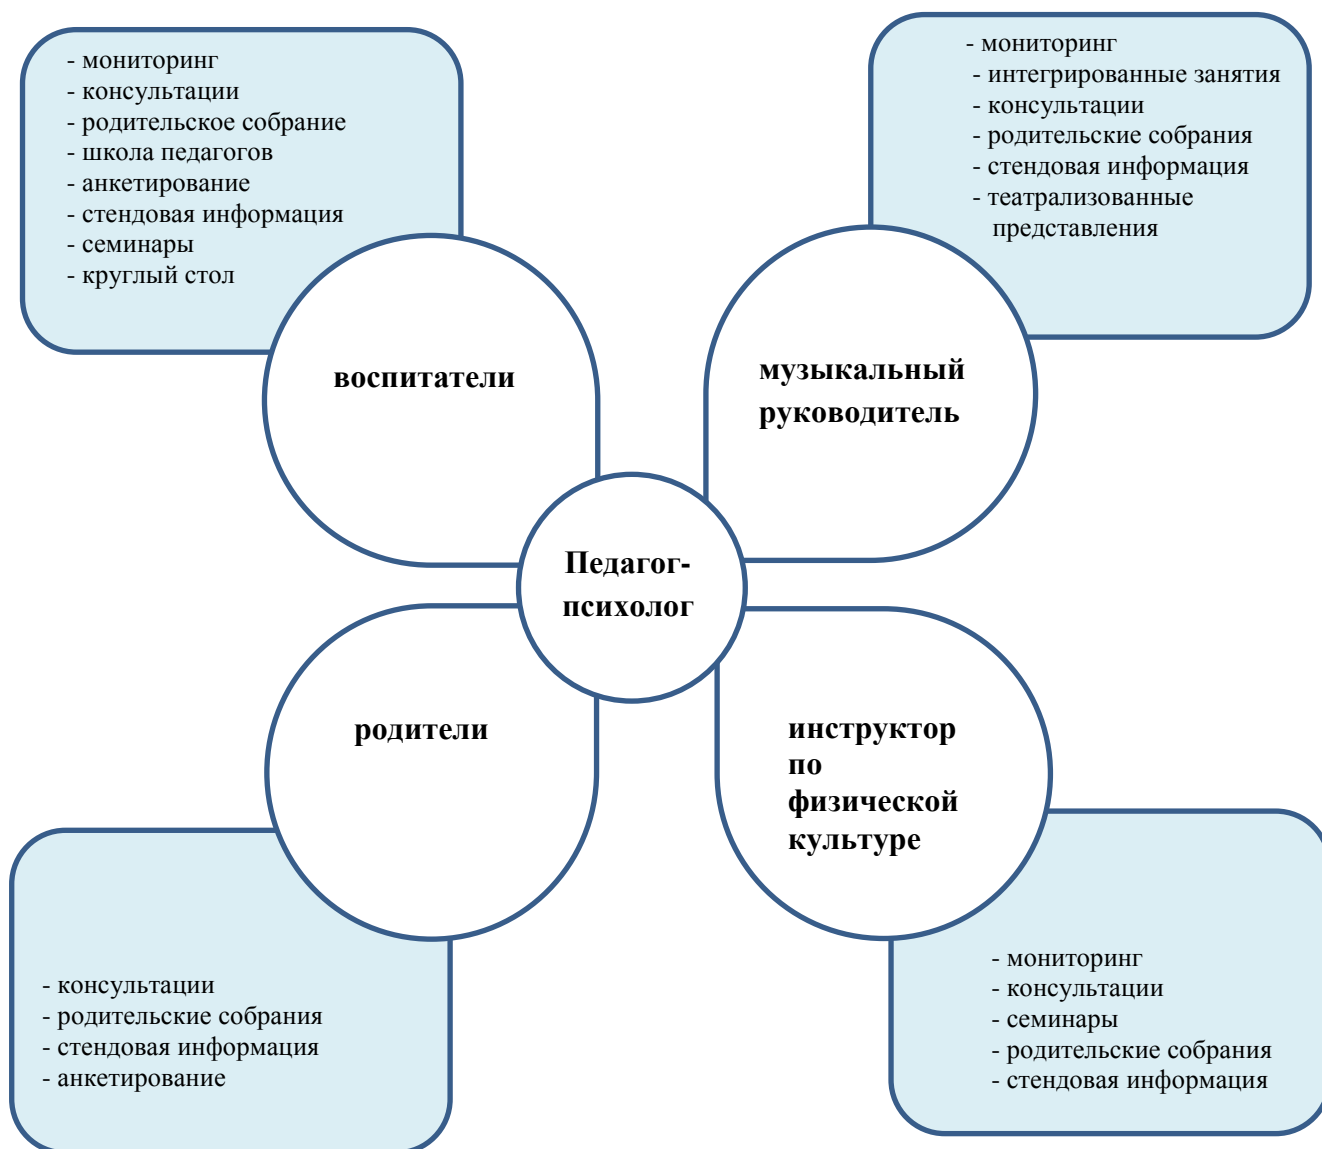 - мониторинг
- консультации
- родительское собрание
- школа педагогов
- анкетирование
- стендовая информация
- семинары
- круглый стол
- мониторинг
- интегрированные занятия
- консультации
- родительские собрания
- стендовая информация
- театрализованные
представления
воспитатели
музыкальный
руководитель
Педагог-
психолог
родители
инструктор
по
физической
культуре
- консультации
- родительские собрания
- стендовая информация
- анкетирование
- мониторинг
- консультации
- семинары
- родительские собрания
- стендовая информация